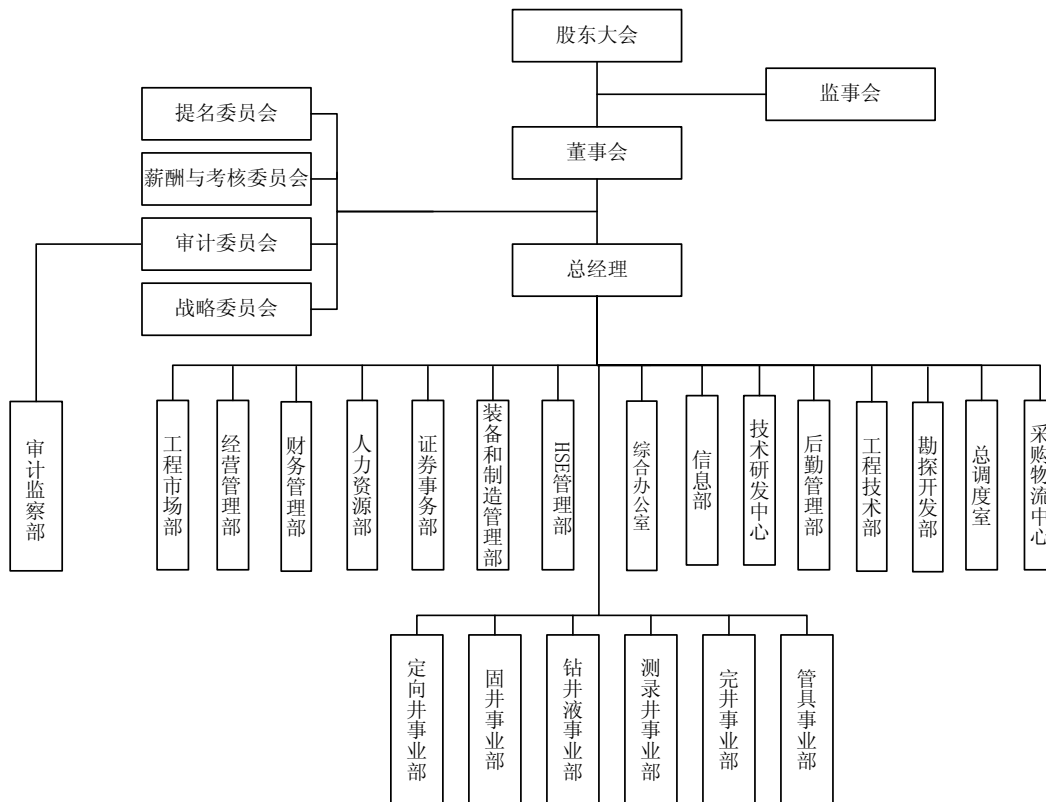 股东大会
监事会
提名委员会
董事会
薪酬与考核委员会
审计委员会
总经理
战略委员会
审计监察部
工程市场部
经营管理部
财务管理部
人力资源部
证券事务部
装备和制造管理部
HSE管理部
综合办公室
信息部
技术研发中心
后勤管理部
工程技术部
勘探开发部
总调度室
采购物流中心
定向井事业部
固井事业部
钻井液事业部
测录井事业部
完井事业部
管具事业部